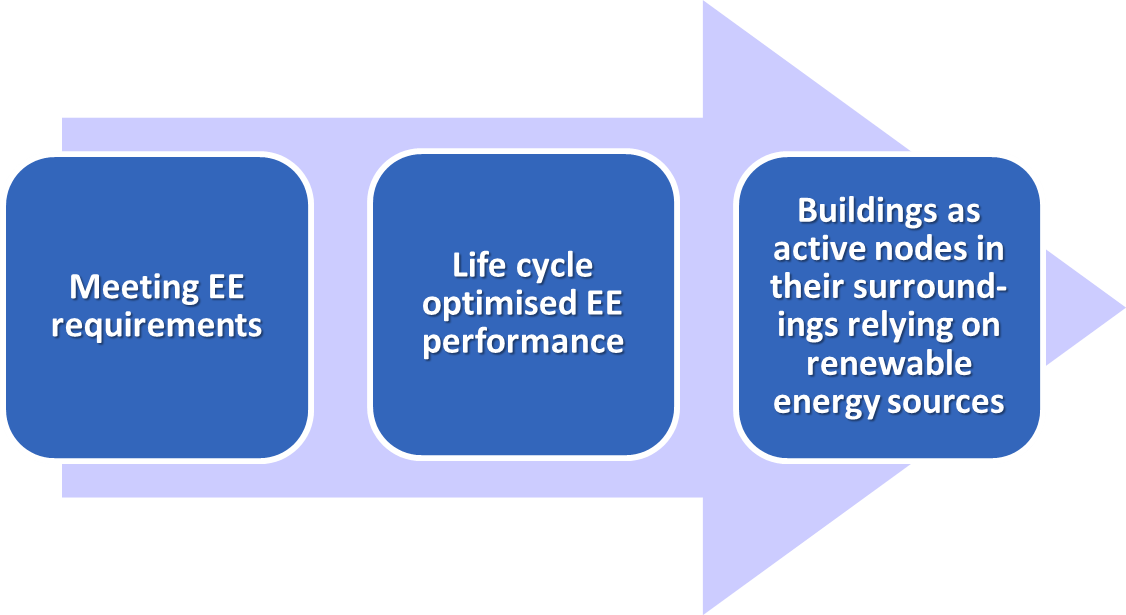 Meeting EE
requirements
Life cycle
optimised EE
performance
Buildings as
active nodes in
their surround-
ings relying on
renewable
energy sources